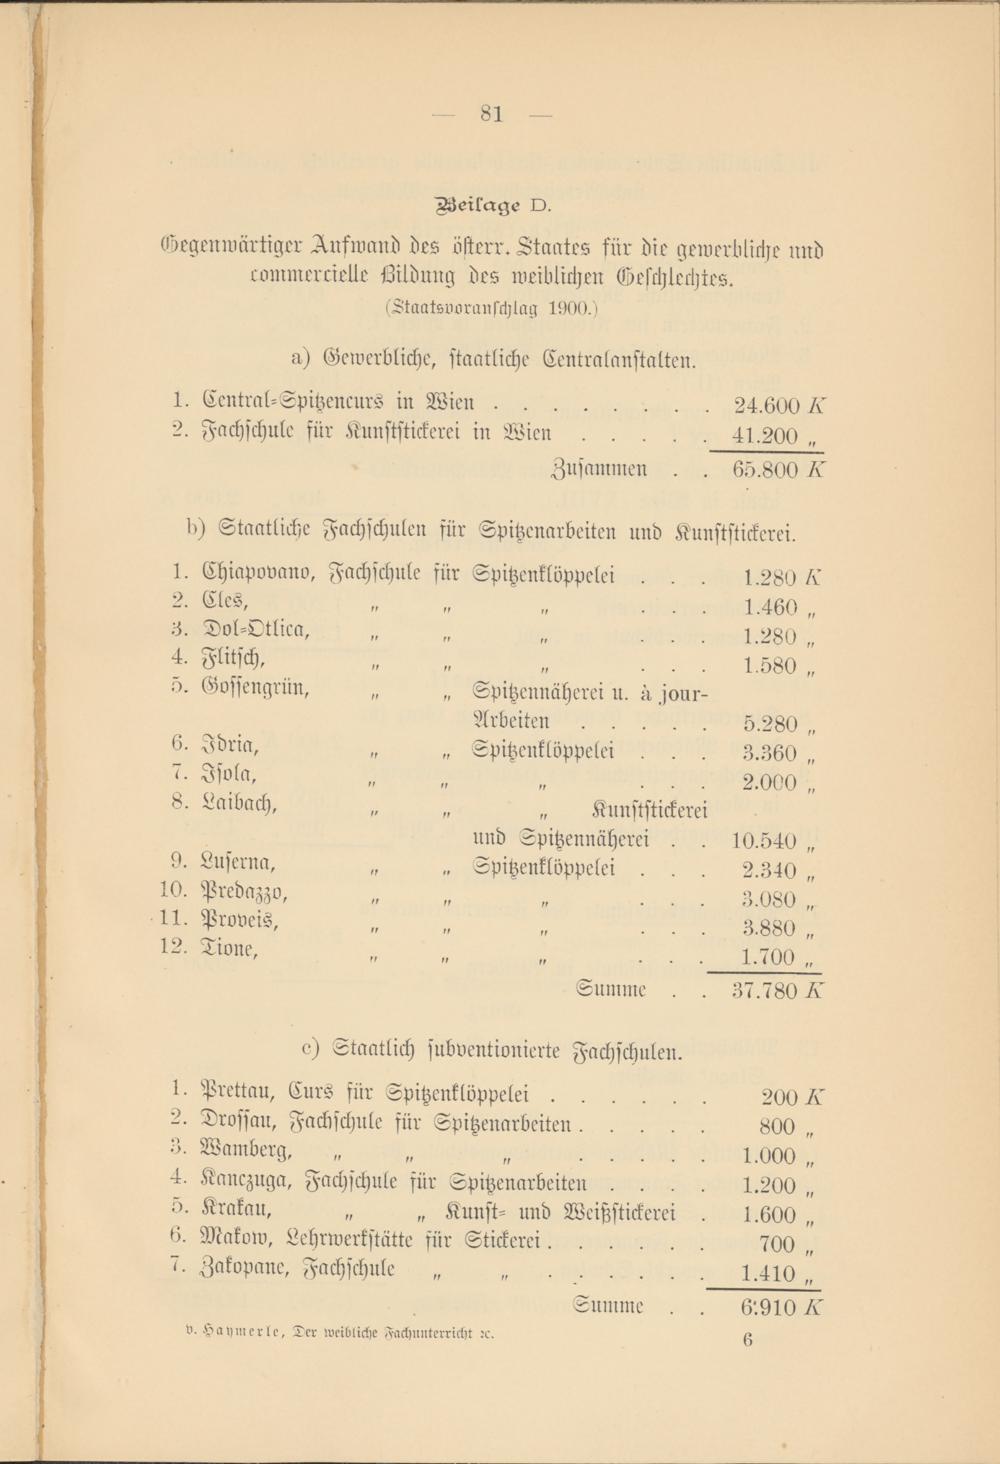 — 81 —
Beilage D.
Gegenwärtiger Aufwand des österr. Staates für die gewerbliche und
commercielle Bildung des weiblichen Geschlechtes.
(Staatsvoranschlag 1900.)
a) Gewerbliche, staatliche Centralanstalten.
1. Central-Spitzencurs in Wien . . . . . . . . 24.600 K
2. Fachschule für Kunststickerei in Wien . . . . . 41.200 „
Zusammen . . 65.800 K
b) Staatliche Fachschulen für Spitzenarbeiten und Kunststickerei.
1. Chiapovano, Fachschule für Spitzenklöppelei . . . 1.280 K
2. Cles, „ „ „ . . . 1.460 „
3. Dol-Otlica, „ „ „ . . . 1.280 „
4. Flitsch, „ „ „ . . . 1.580 „
5. Gossengrün, „ „ Spitzennäherei u. à jour-
Arbeiten . . . . . 5.280 „
6. Idria, „ „ Spitzenklöppelei . . . 3.360 „
7. Isola, „ „ „ . . . 2.000 „
8. Laibach, „ „ „ Kunststickerei
und Spitzennäherei . . 10.540 „
9. Luserna, „ „ Spitzenklöppelei . . . 2.340 „
10. Predazzo, „ „ „ . . . 3.080 „
11. Proveis, „ „ „ . . . 3.880 „
12. Tione, „ „ „ . . . 1.700 „
Summe . . 37.780 K
c) Staatlich subventionierte Fachschulen.
1. Prettau, Curs für Spitzenklöppelei . . . . . . 200 K
2. Drossau, Fachschule für Spitzenarbeiten . . . . . 800 „
3. Wamberg, „ „ „ . . . . . 1.000 „
4. Kanczuga, Fachschule für Spitzenarbeiten . . . . 1.200 „
5. Krakau, „ „ Kunst- und Weißstickerei . 1.600 „
6. Makow, Lehrwerkstätte für Stickerei . . . . . . 700 „
7. Zakopane, Fachschule „ „ . . . . . . 1.410 „
Summe . . 6.910 K
v. Haymerle, Der weibliche Fachunterricht ꝛc. 6